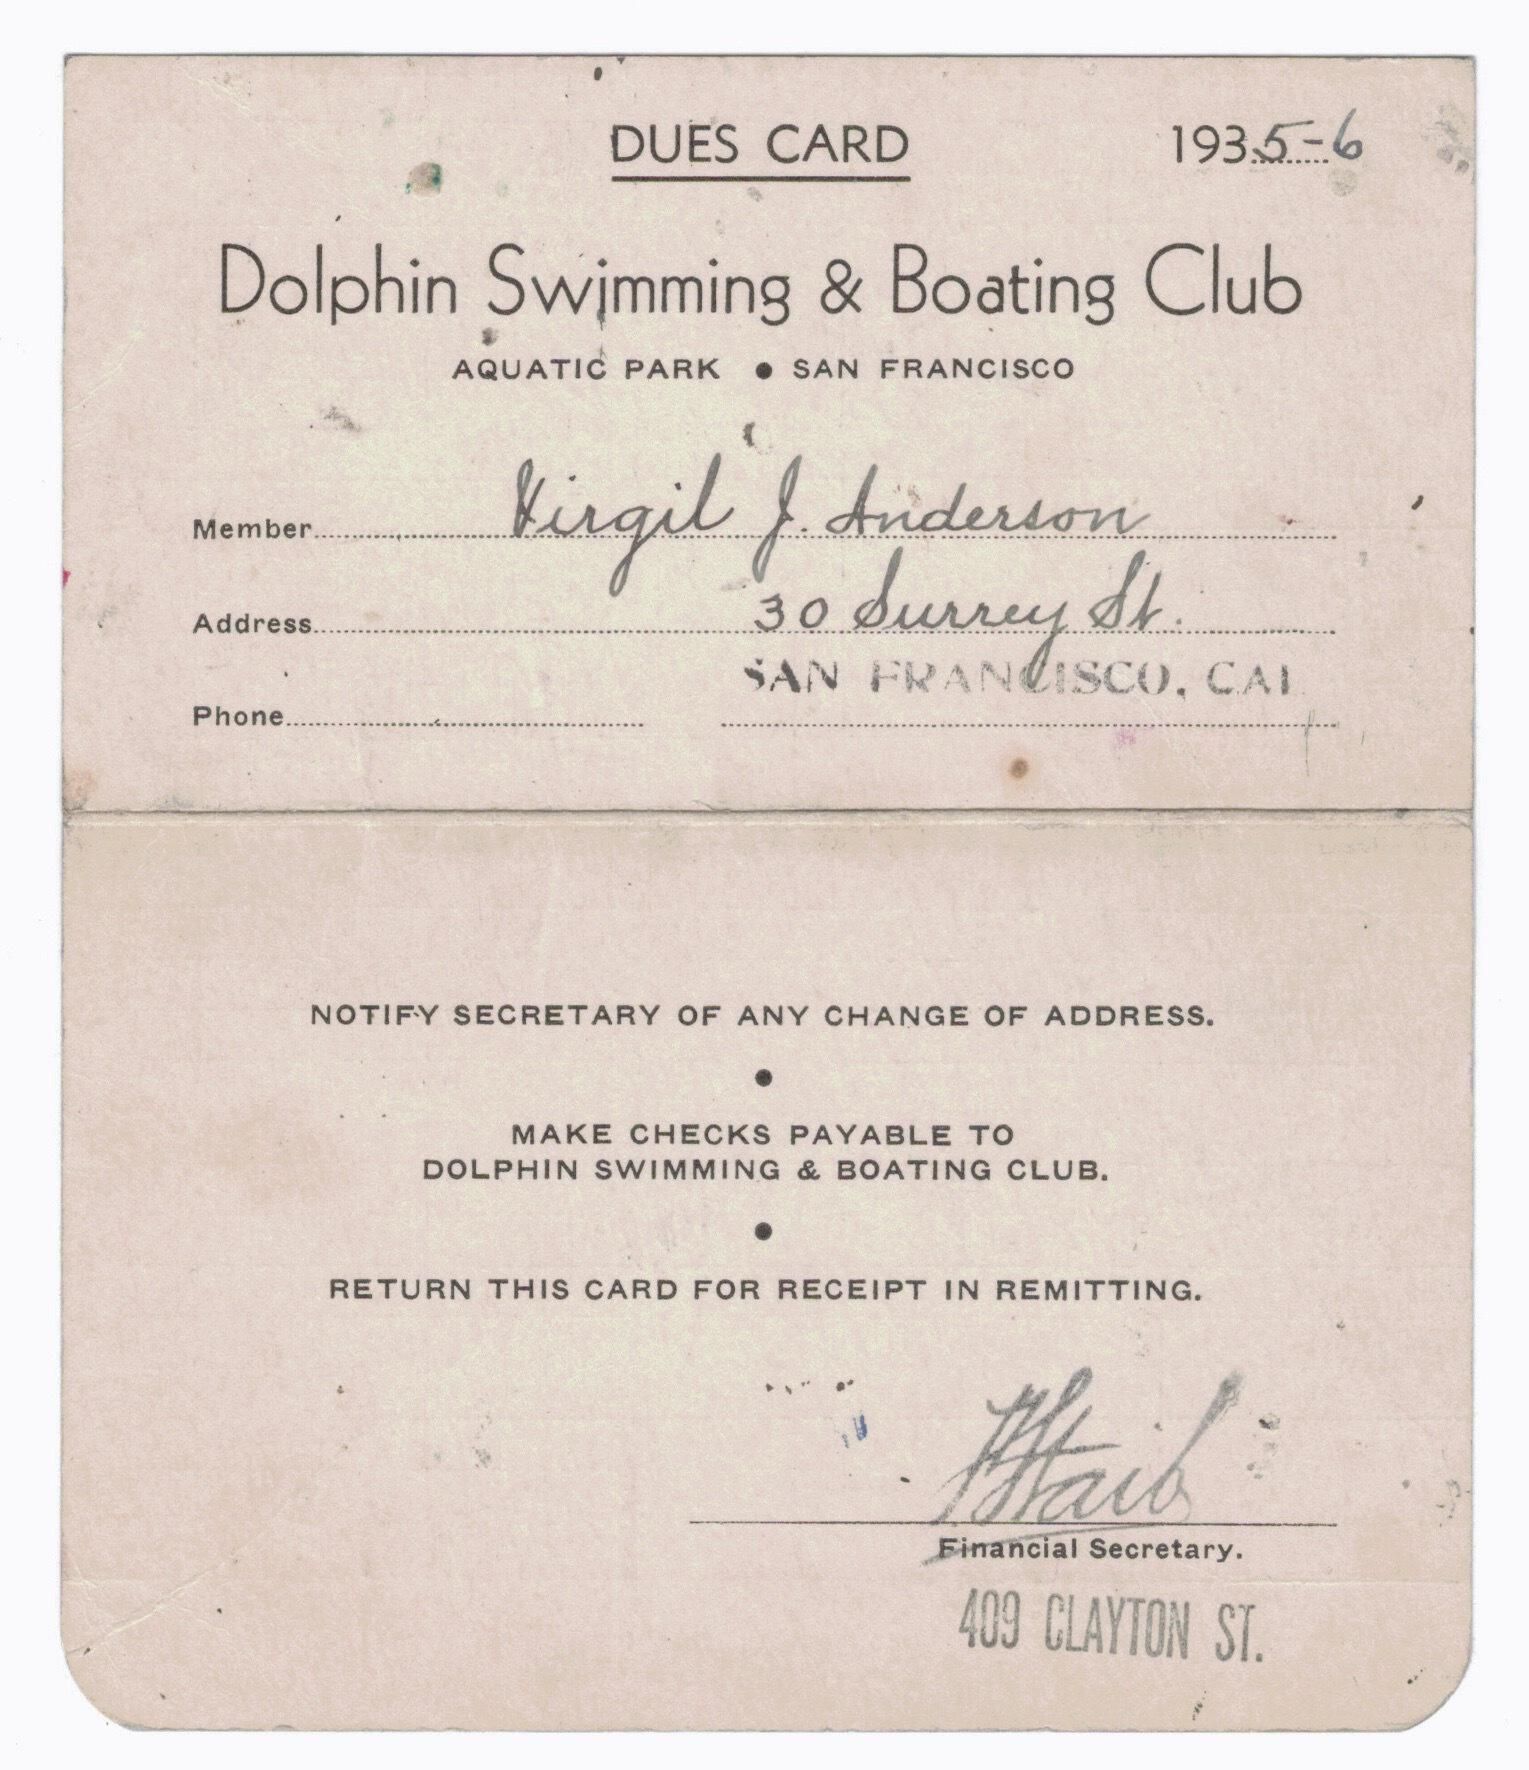 DUES CARD 1935-6
Dolphin Swimming & Boating Club
AQUATIC PARK • SAN FRANCISCO
Member Virgil J. Anderson
Address 30 Surrey St.
SAN FRANCISCO, CAL
Phone
NOTIFY SECRETARY OF ANY CHANGE OF ADDRESS.
•
MAKE CHECKS PAYABLE TO
DOLPHIN SWIMMING & BOATING CLUB.
•
RETURN THIS CARD FOR RECEIPT IN REMITTING.
Financial Secretary.
409 CLAYTON ST.